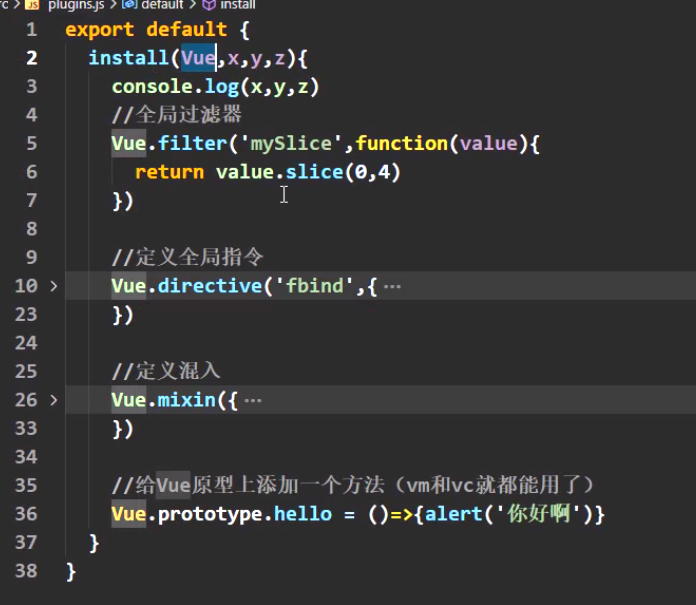 rc > JS plugins.js > default > install
1 export default {
2 install(Vue,x,y,z){
3 console.log(x,y,z)
4 //全局过滤器
5 Vue.filter('mySlice',function(value){
6 return value.slice(0,4)
7 })
8
9 //定义全局指令
10 > Vue.directive('fbind',{ ···
23 })
24
25 //定义混入
26 > Vue.mixin({ ···
33 })
34
35 //给Vue原型上添加一个方法（vm和vc就都能用了）
36 Vue.prototype.hello = ()=>{alert('你好啊')}
37 }
38 }